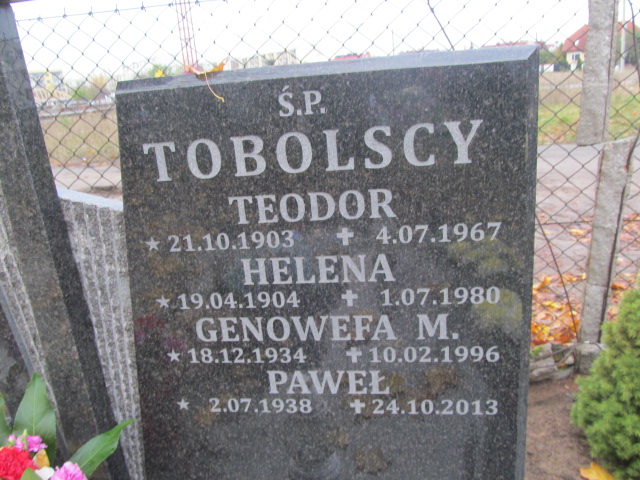 Ś.P.
TOBOLSCY
TEODOR
★ 21.10.1903 ✝ 4.07.1967
HELENA
★ 19.04.1904 ✝ 1.07.1980
GENOWEFA M.
★ 18.12.1934 ✝ 10.02.1996
PAWEŁ
★ 2.07.1938 ✝ 24.10.2013